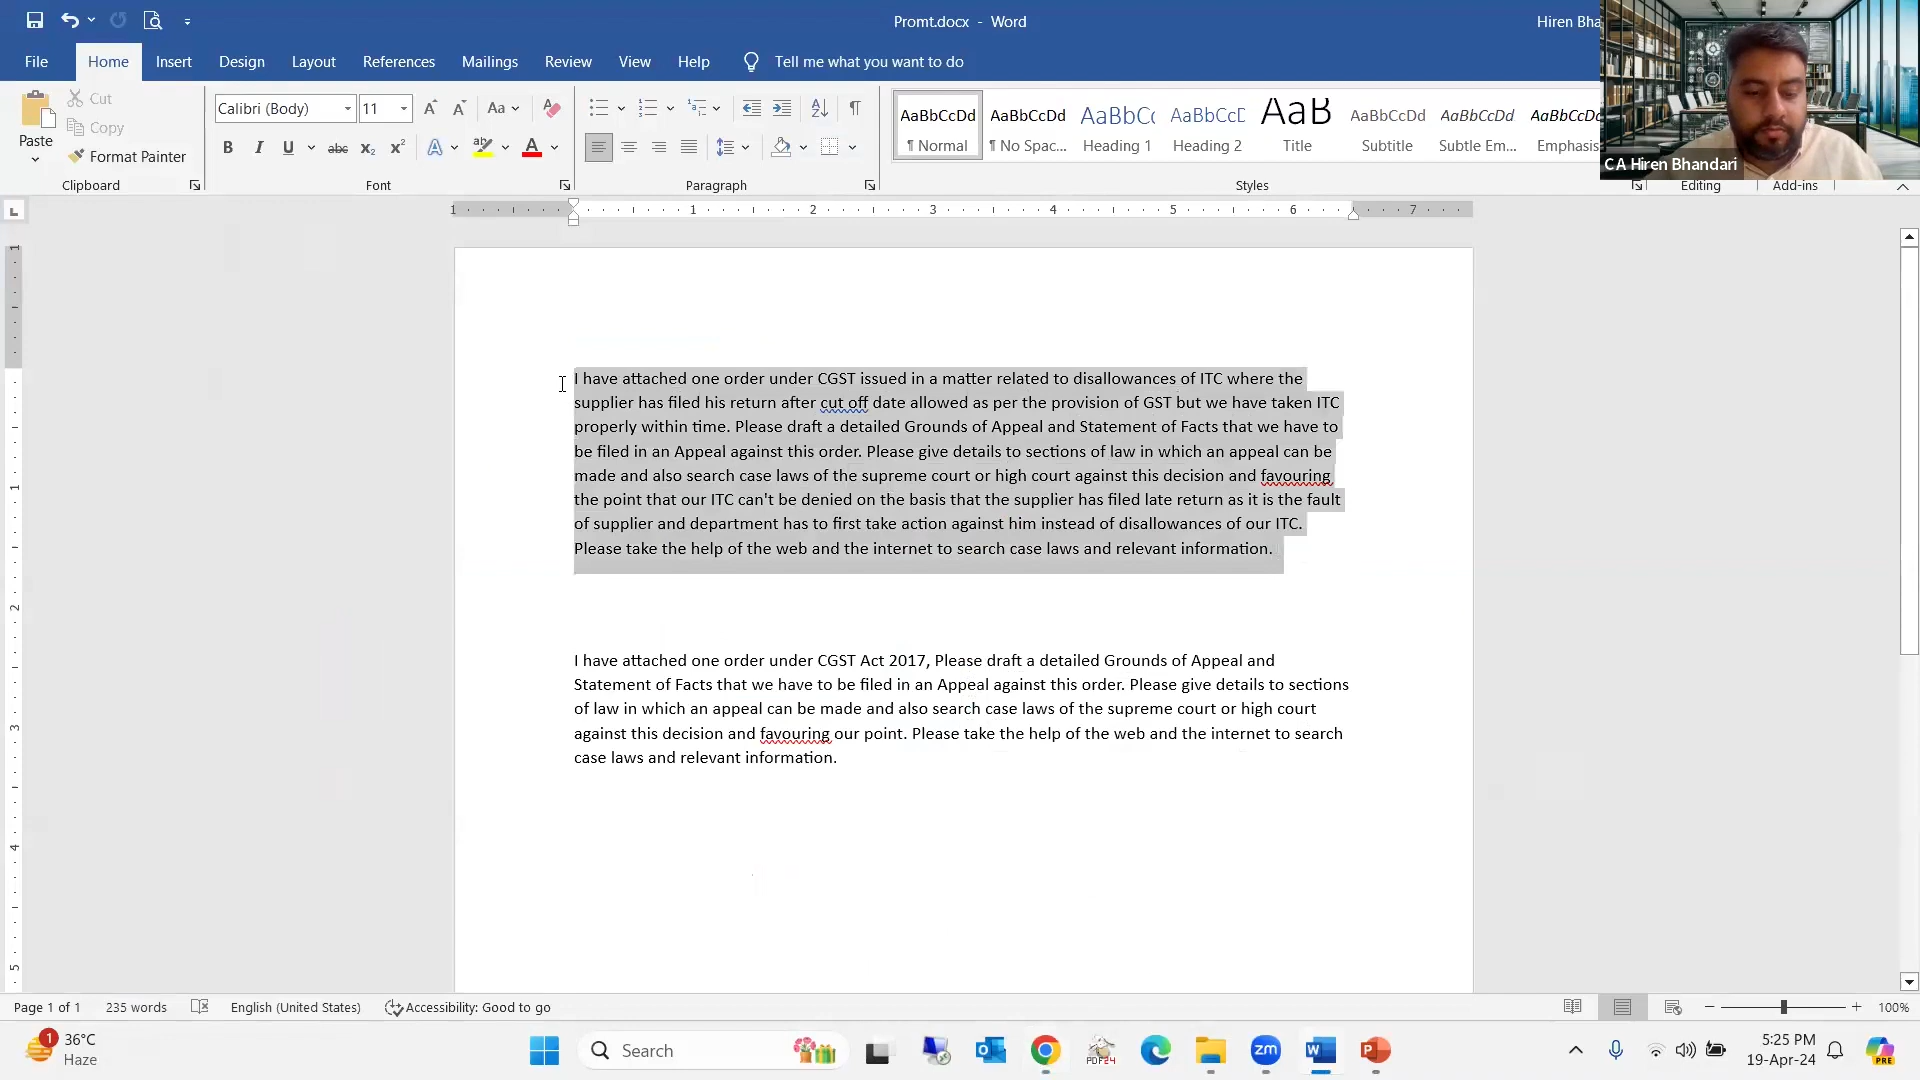 Promt.docx - Word
Hiren Bha
File Home Insert Design Layout References Mailings Review View Help Tell me what you want to do
Paste
Cut
Copy
Format Painter
Clipboard
Calibri (Body) 11
Font
Paragraph
AaBbCcDd AaBbCcDd AaBbC AaBbCcD AaB AaBbCcDd AaBbCcDd AaBbCcDd
¶ Normal ¶ No Spac... Heading 1 Heading 2 Title Subtitle Subtle Em... Emphasis
Styles
Editing Add-ins
C A Hiren Bhandari
1 1 2 3 4 5 6 7
I have attached one order under CGST issued in a matter related to disallowances of ITC where the
supplier has filed his return after cut off date allowed as per the provision of GST but we have taken ITC
properly within time. Please draft a detailed Grounds of Appeal and Statement of Facts that we have to
be filed in an Appeal against this order. Please give details to sections of law in which an appeal can be
made and also search case laws of the supreme court or high court against this decision and favouring
the point that our ITC can't be denied on the basis that the supplier has filed late return as it is the fault
of supplier and department has to first take action against him instead of disallowances of our ITC.
Please take the help of the web and the internet to search case laws and relevant information.
I have attached one order under CGST Act 2017, Please draft a detailed Grounds of Appeal and
Statement of Facts that we have to be filed in an Appeal against this order. Please give details to sections
of law in which an appeal can be made and also search case laws of the supreme court or high court
against this decision and favouring our point. Please take the help of the web and the internet to search
case laws and relevant information.
Page 1 of 1 235 words English (United States) Accessibility: Good to go 100%
36°C
Haze
Search
PDF24
zm
5:25 PM
19-Apr-24
PRE